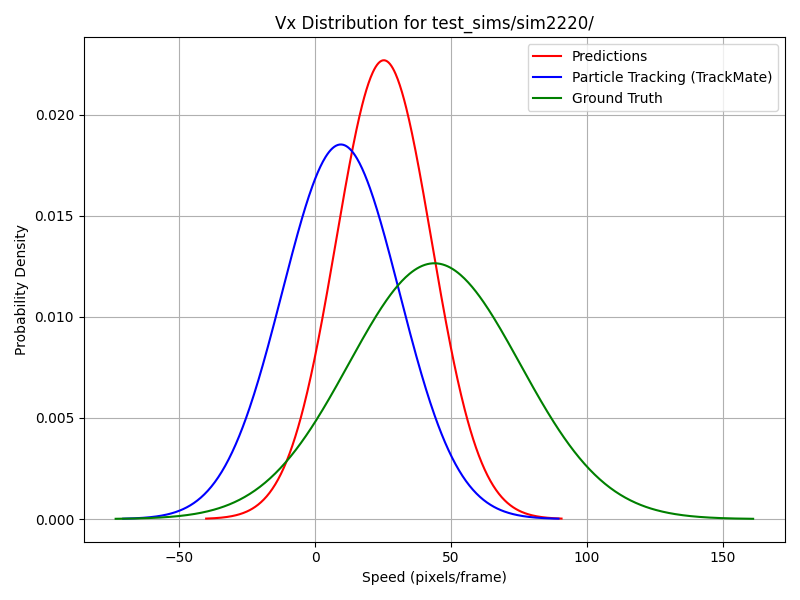 Vx Distribution for test_sims/sim2220/
Predictions
Particle Tracking (TrackMate)
Ground Truth
Probability Density
0.020
0.015
0.010
0.005
0.000
−50
0
50
100
150
Speed (pixels/frame)